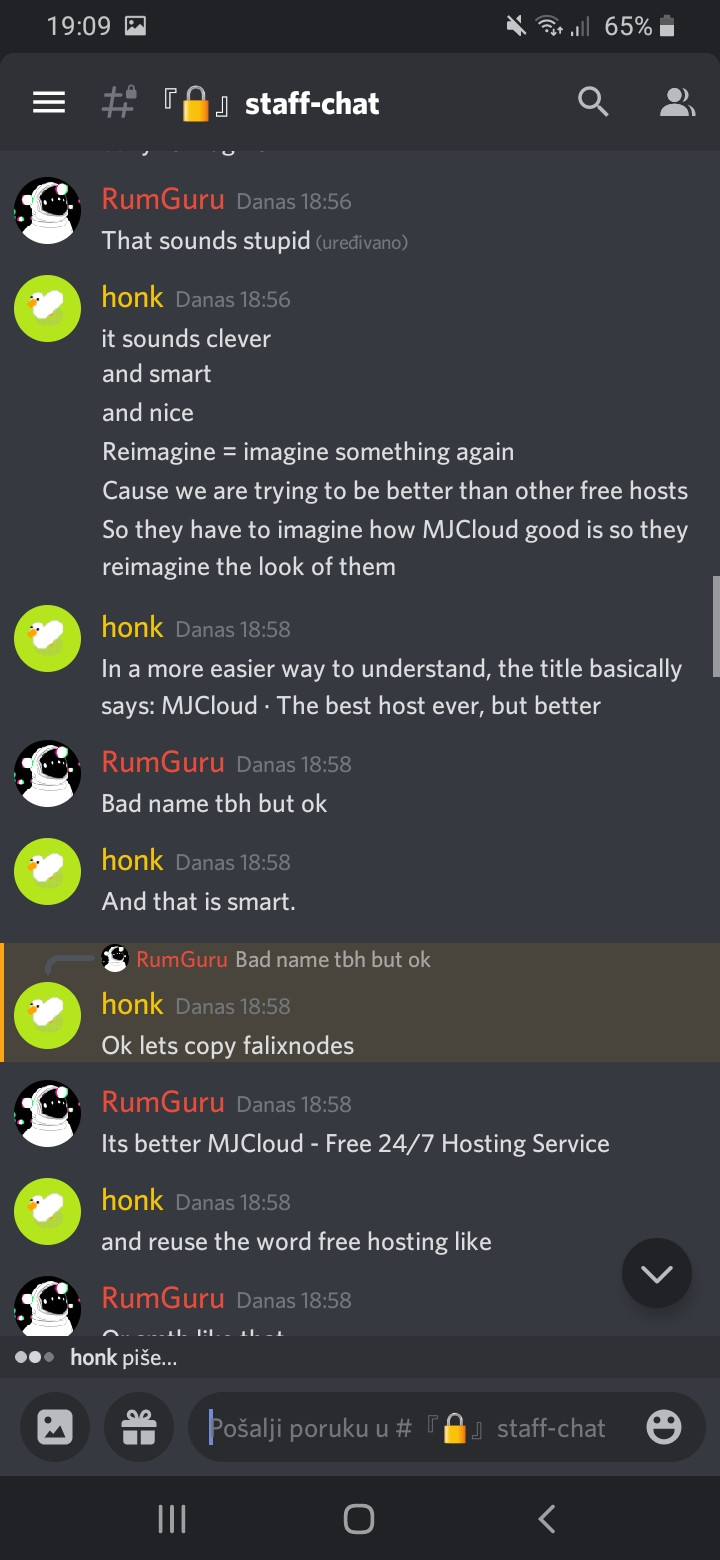 19:09
65%
# 『🔒』 staff-chat
RumGuru Danas 18:56
That sounds stupid (uređivano)
honk Danas 18:56
it sounds clever
and smart
and nice
Reimagine = imagine something again
Cause we are trying to be better than other free hosts
So they have to imagine how MJCloud good is so they
reimagine the look of them
honk Danas 18:58
In a more easier way to understand, the title basically
says: MJCloud · The best host ever, but better
RumGuru Danas 18:58
Bad name tbh but ok
honk Danas 18:58
And that is smart.
RumGuru Bad name tbh but ok
honk Danas 18:58
Ok lets copy falixnodes
RumGuru Danas 18:58
Its better MJCloud - Free 24/7 Hosting Service
honk Danas 18:58
and reuse the word free hosting like
RumGuru Danas 18:58
Or smth like that
honk piše...
Pošalji poruku u # 『🔒』 staff-chat